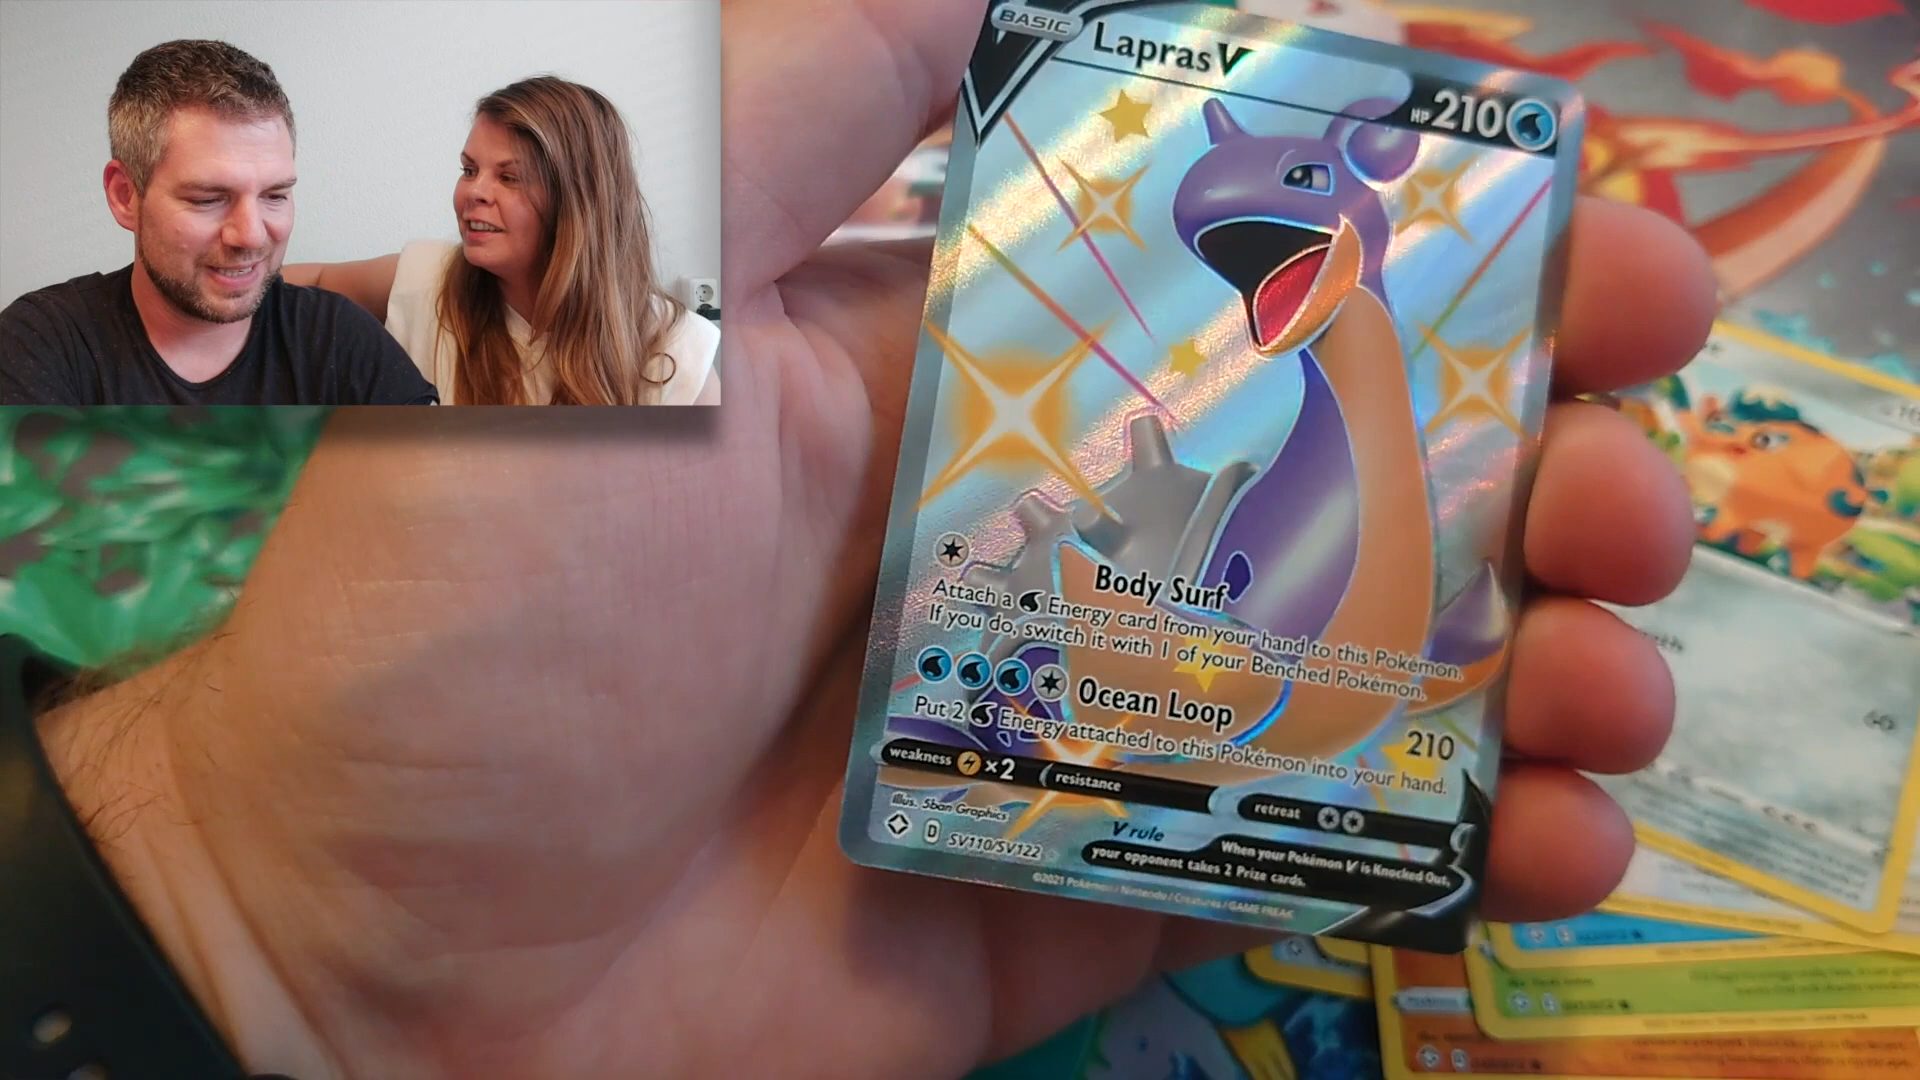 BASIC
Lapras V
HP 210
Body Surf
Attach a Energy card from your hand to this Pokémon.
If you do, switch it with 1 of your Benched Pokémon.
Ocean Loop 210
Put 2 Energy attached to this Pokémon into your hand.
weakness ×2 resistance retreat
Illus. 5ban Graphics
D SV110/SV122
V rule When your Pokémon V is Knocked Out,
your opponent takes 2 Prize cards.
©2021 Pokémon / Nintendo / Creatures / GAME FREAK
60